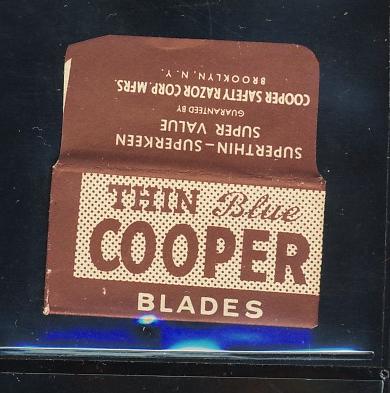 SUPERTHIN—SUPERKEEN
SUPER VALUE
GUARANTEED BY
COOPER SAFETY RAZOR CORP. MFRS.
BROOKLYN, N.Y.
THIN Blue
COOPER
BLADES